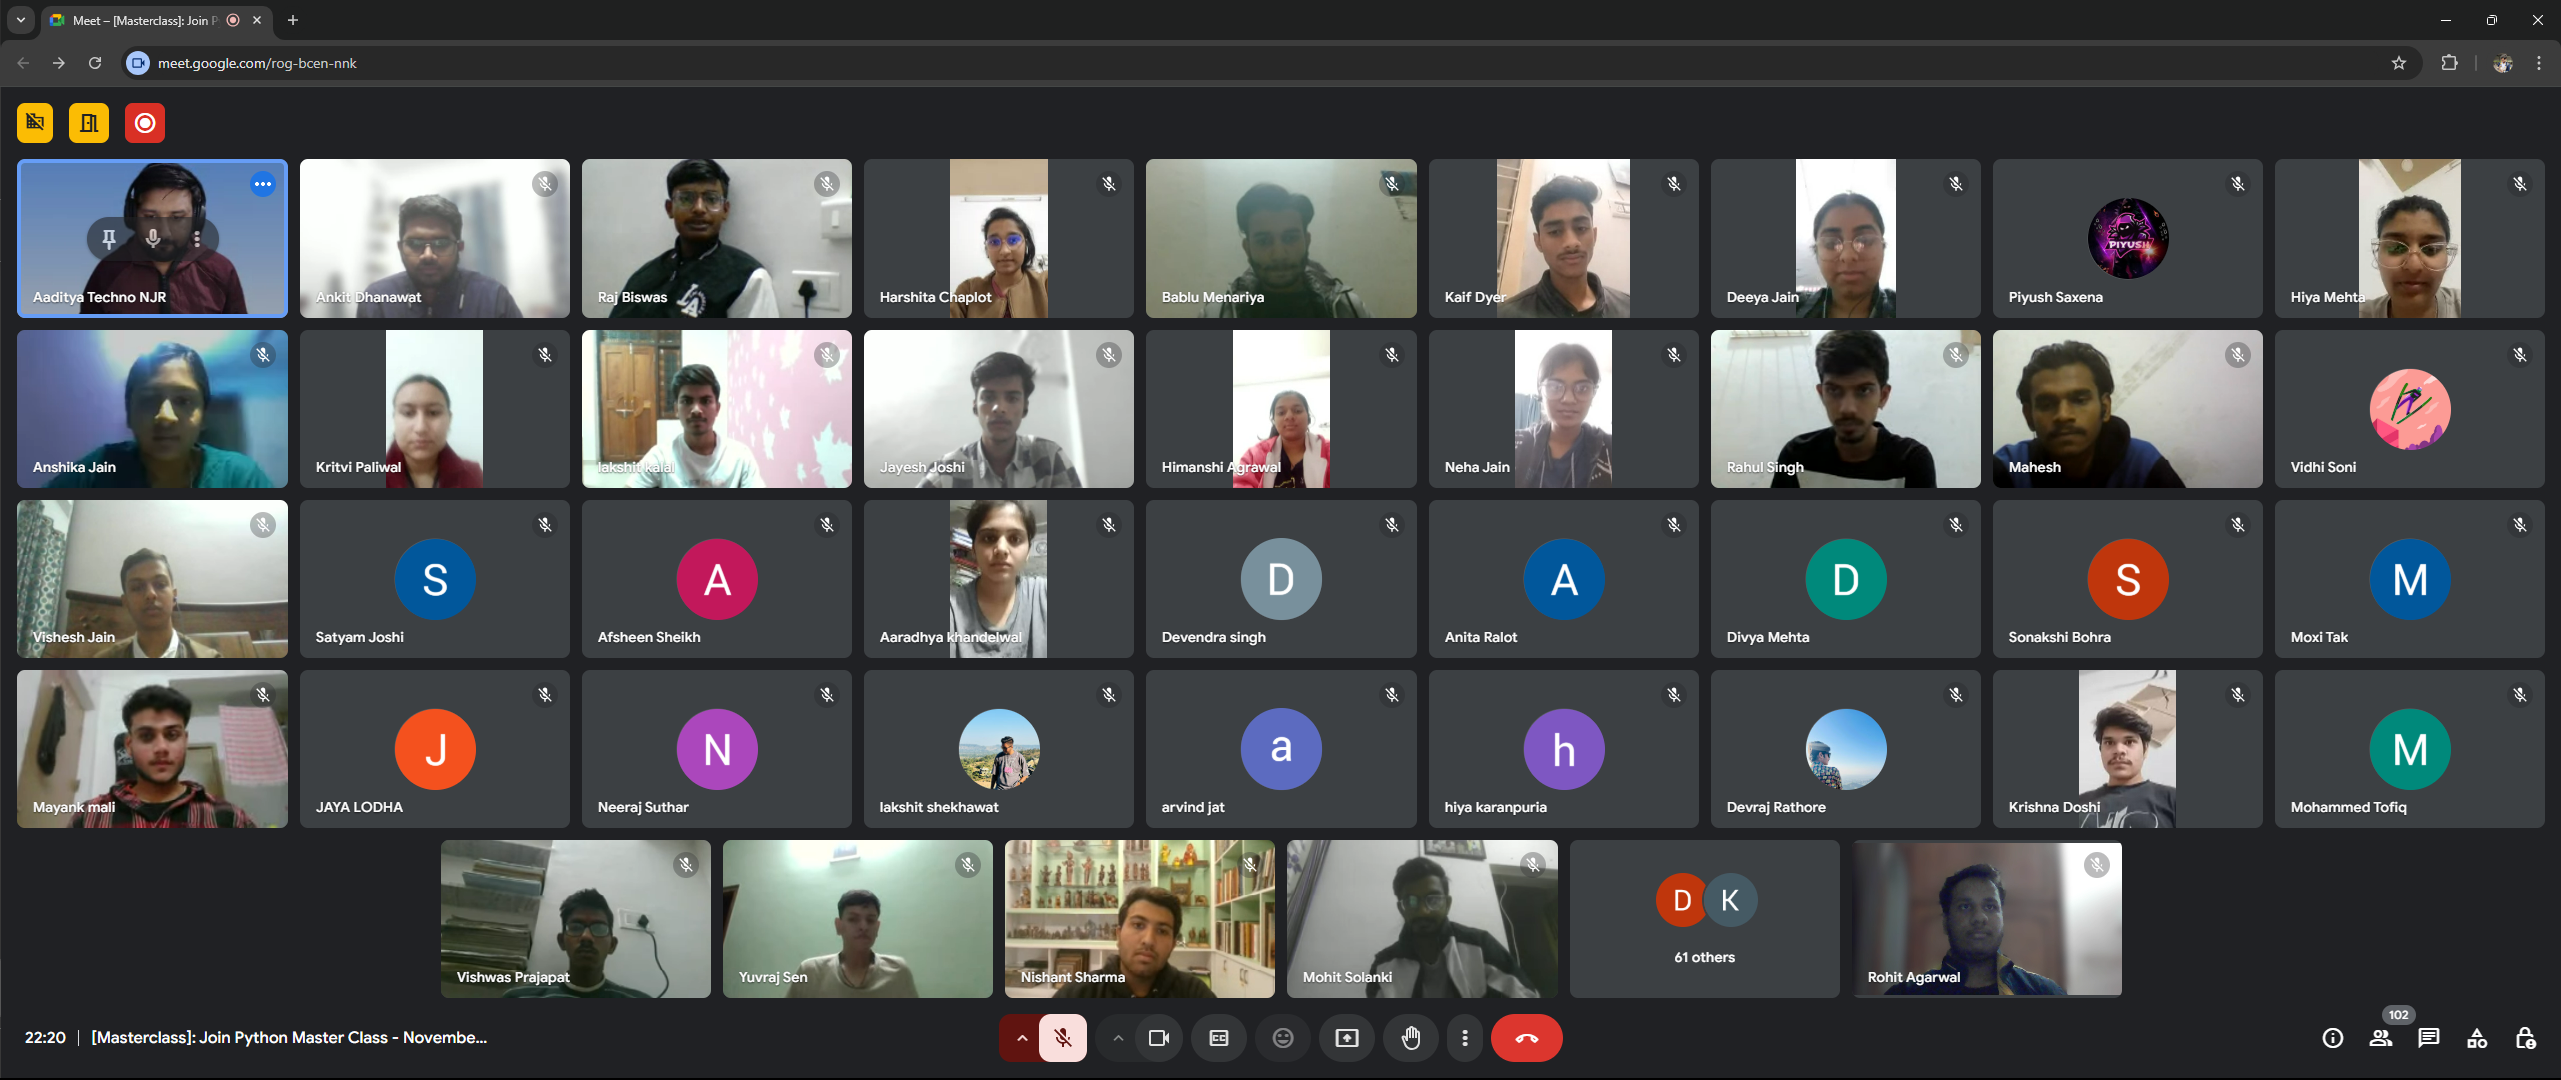 Meet – [Masterclass]: Join P
meet.google.com/rog-bcen-nnk
Aaditya Techno NJR
Ankit Dhanawat
Raj Biswas
Harshita Chaplot
Bablu Menariya
Kaif Dyer
Deeya Jain
PIYUSH
Piyush Saxena
Hiya Mehta
Anshika Jain
Kritvi Paliwal
lakshit kalal
Jayesh Joshi
Himanshi Agrawal
Neha Jain
Rahul Singh
Mahesh
Vidhi Soni
Vishesh Jain
S
Satyam Joshi
A
Afsheen Sheikh
Aaradhya khandelwal
D
Devendra singh
A
Anita Ralot
D
Divya Mehta
S
Sonakshi Bohra
M
Moxi Tak
Mayank mali
J
JAYA LODHA
N
Neeraj Suthar
lakshit shekhawat
a
arvind jat
h
hiya karanpuria
Devraj Rathore
Krishna Doshi
M
Mohammed Tofiq
Vishwas Prajapat
Yuvraj Sen
Nishant Sharma
Mohit Solanki
D K
61 others
Rohit Agarwal
22:20 | [Masterclass]: Join Python Master Class - Novembe...
CC
102